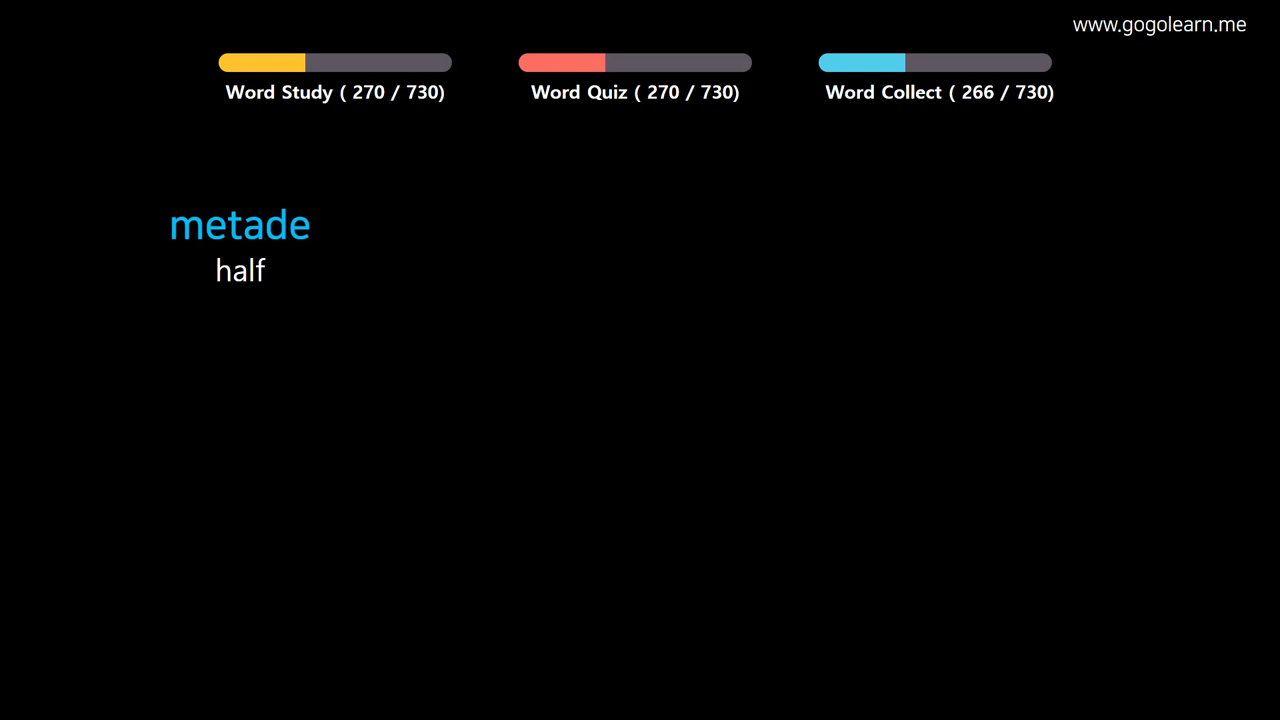 www.gogolearn.me
Word Study ( 270 / 730)
Word Quiz ( 270 / 730)
Word Collect ( 266 / 730)
metade
half